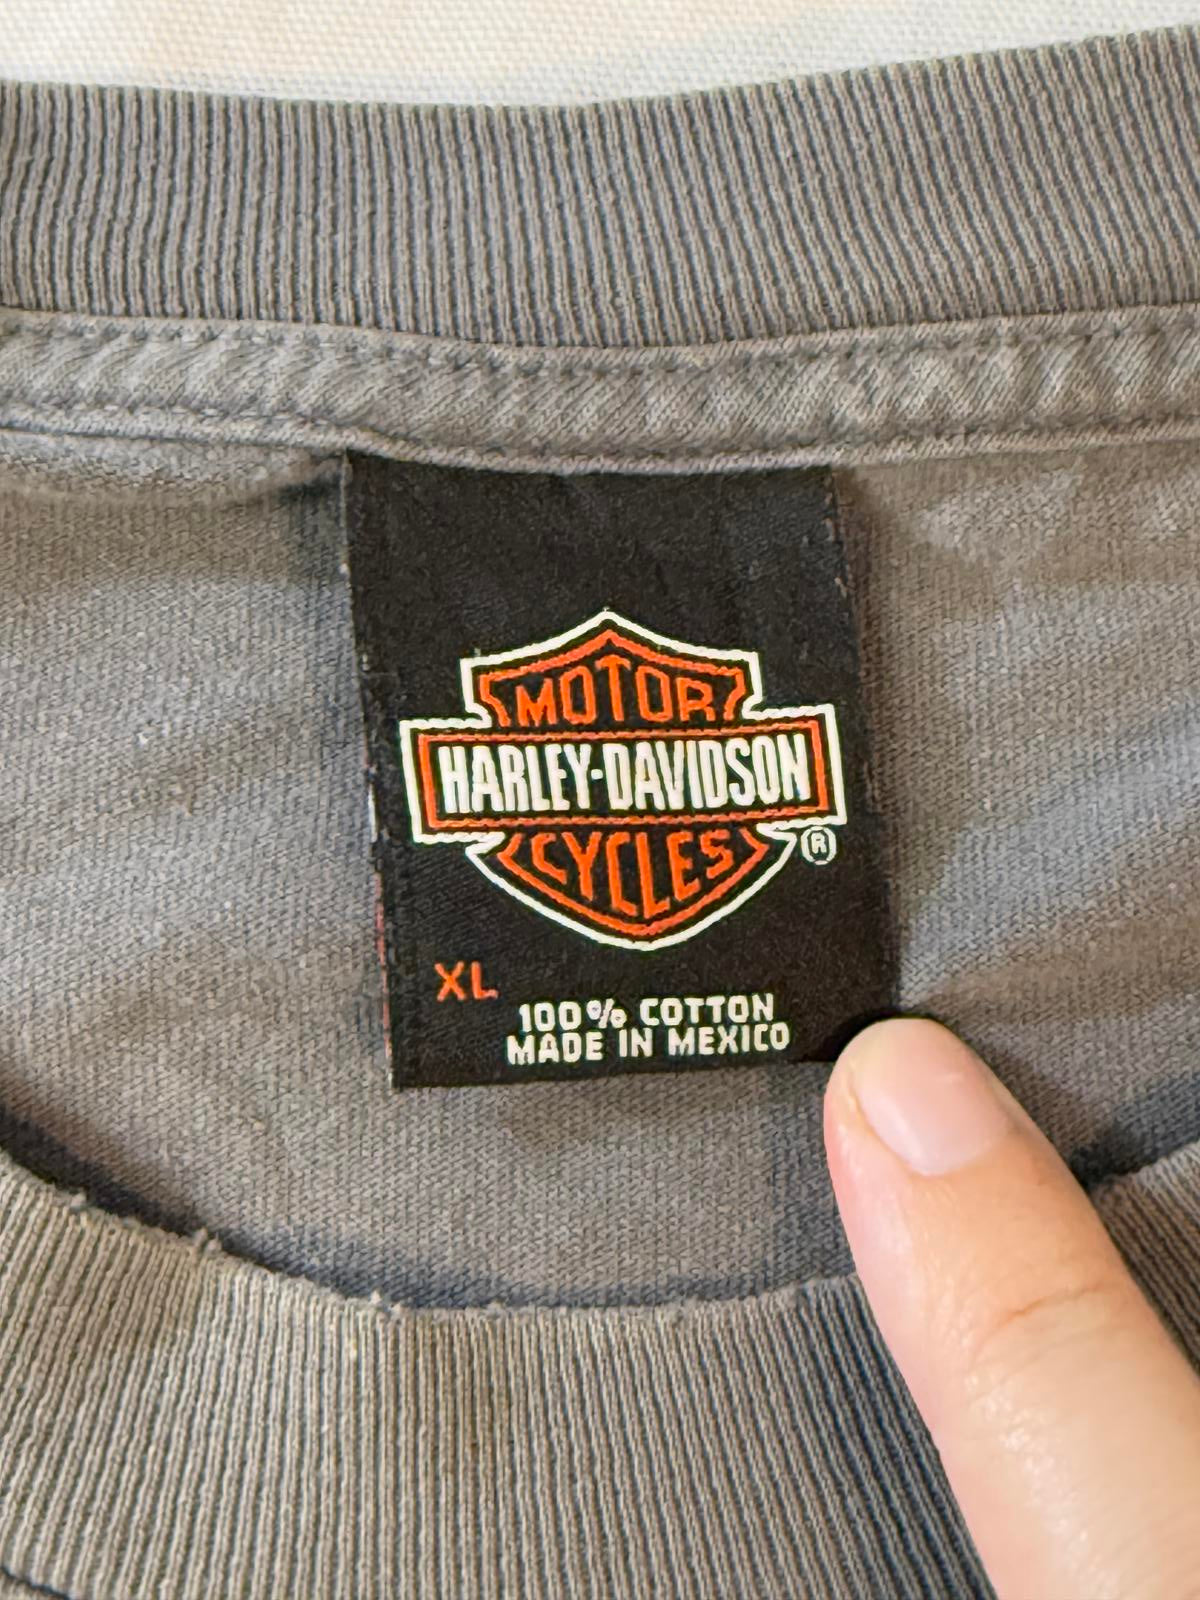 MOTOR
HARLEY-DAVIDSON
CYCLES
®
XL
100% COTTON
MADE IN MEXICO